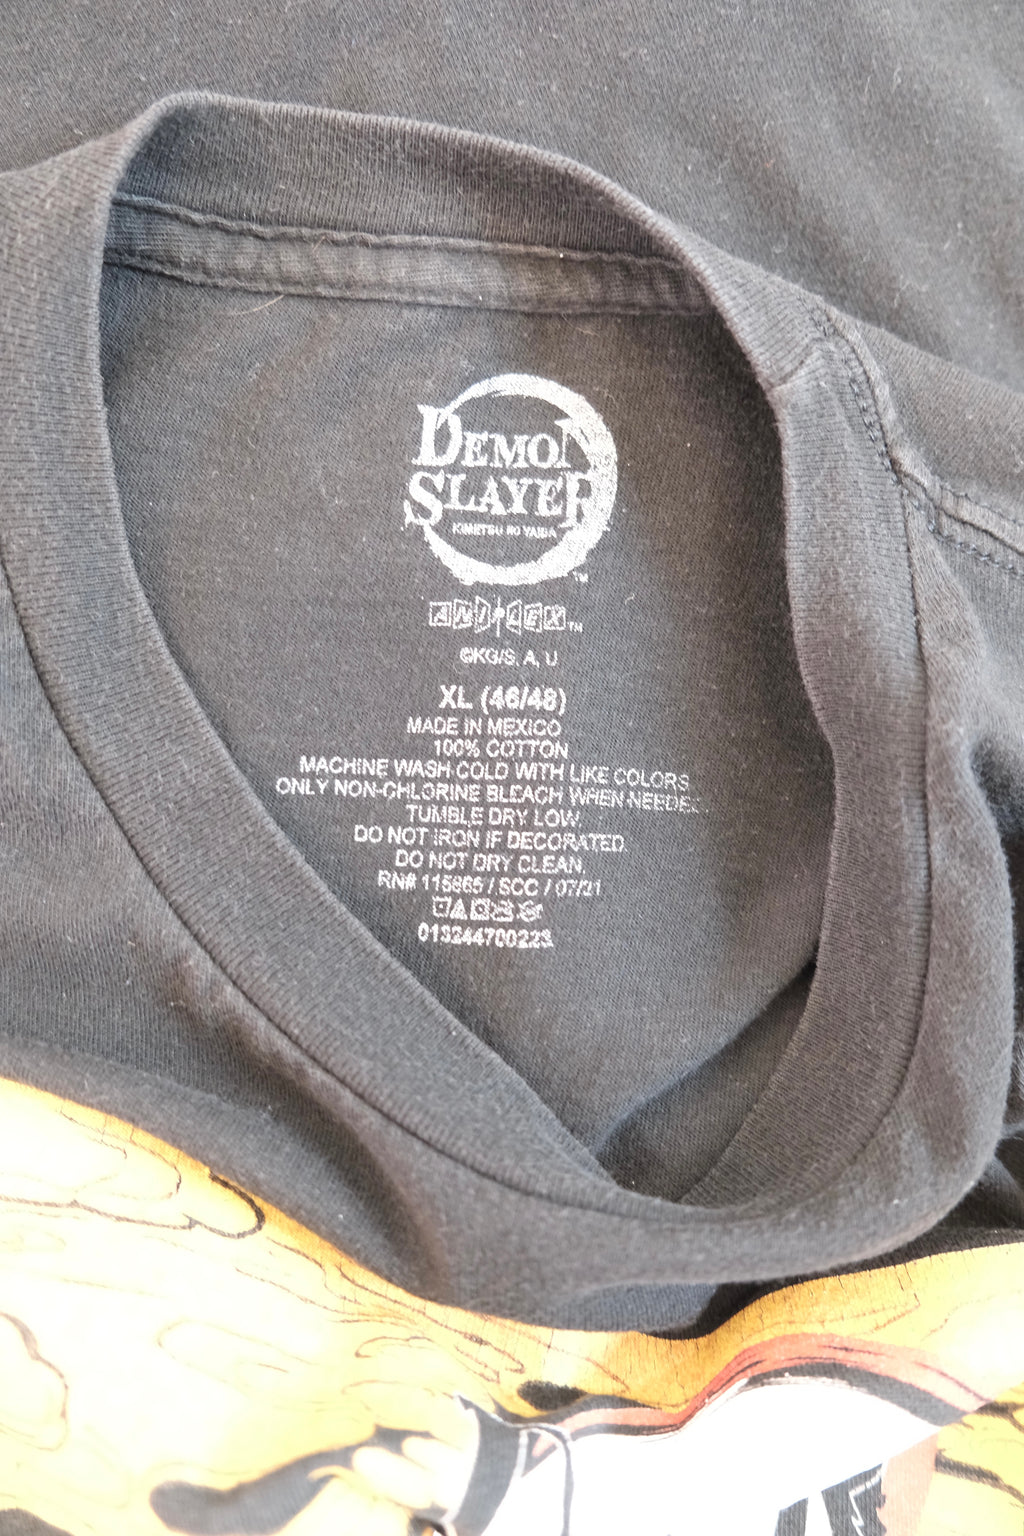 DEMON
SLAYER
KIMETSU NO YAIBA
TM
ANIPLEX TM
©KG/S, A, U
XL (46/48)
MADE IN MEXICO
100% COTTON
MACHINE WASH COLD WITH LIKE COLORS
ONLY NON-CHLORINE BLEACH WHEN NEEDED
TUMBLE DRY LOW.
DO NOT IRON IF DECORATED.
DO NOT DRY CLEAN.
RN# 115865 / SCC / 07/21
013244700223